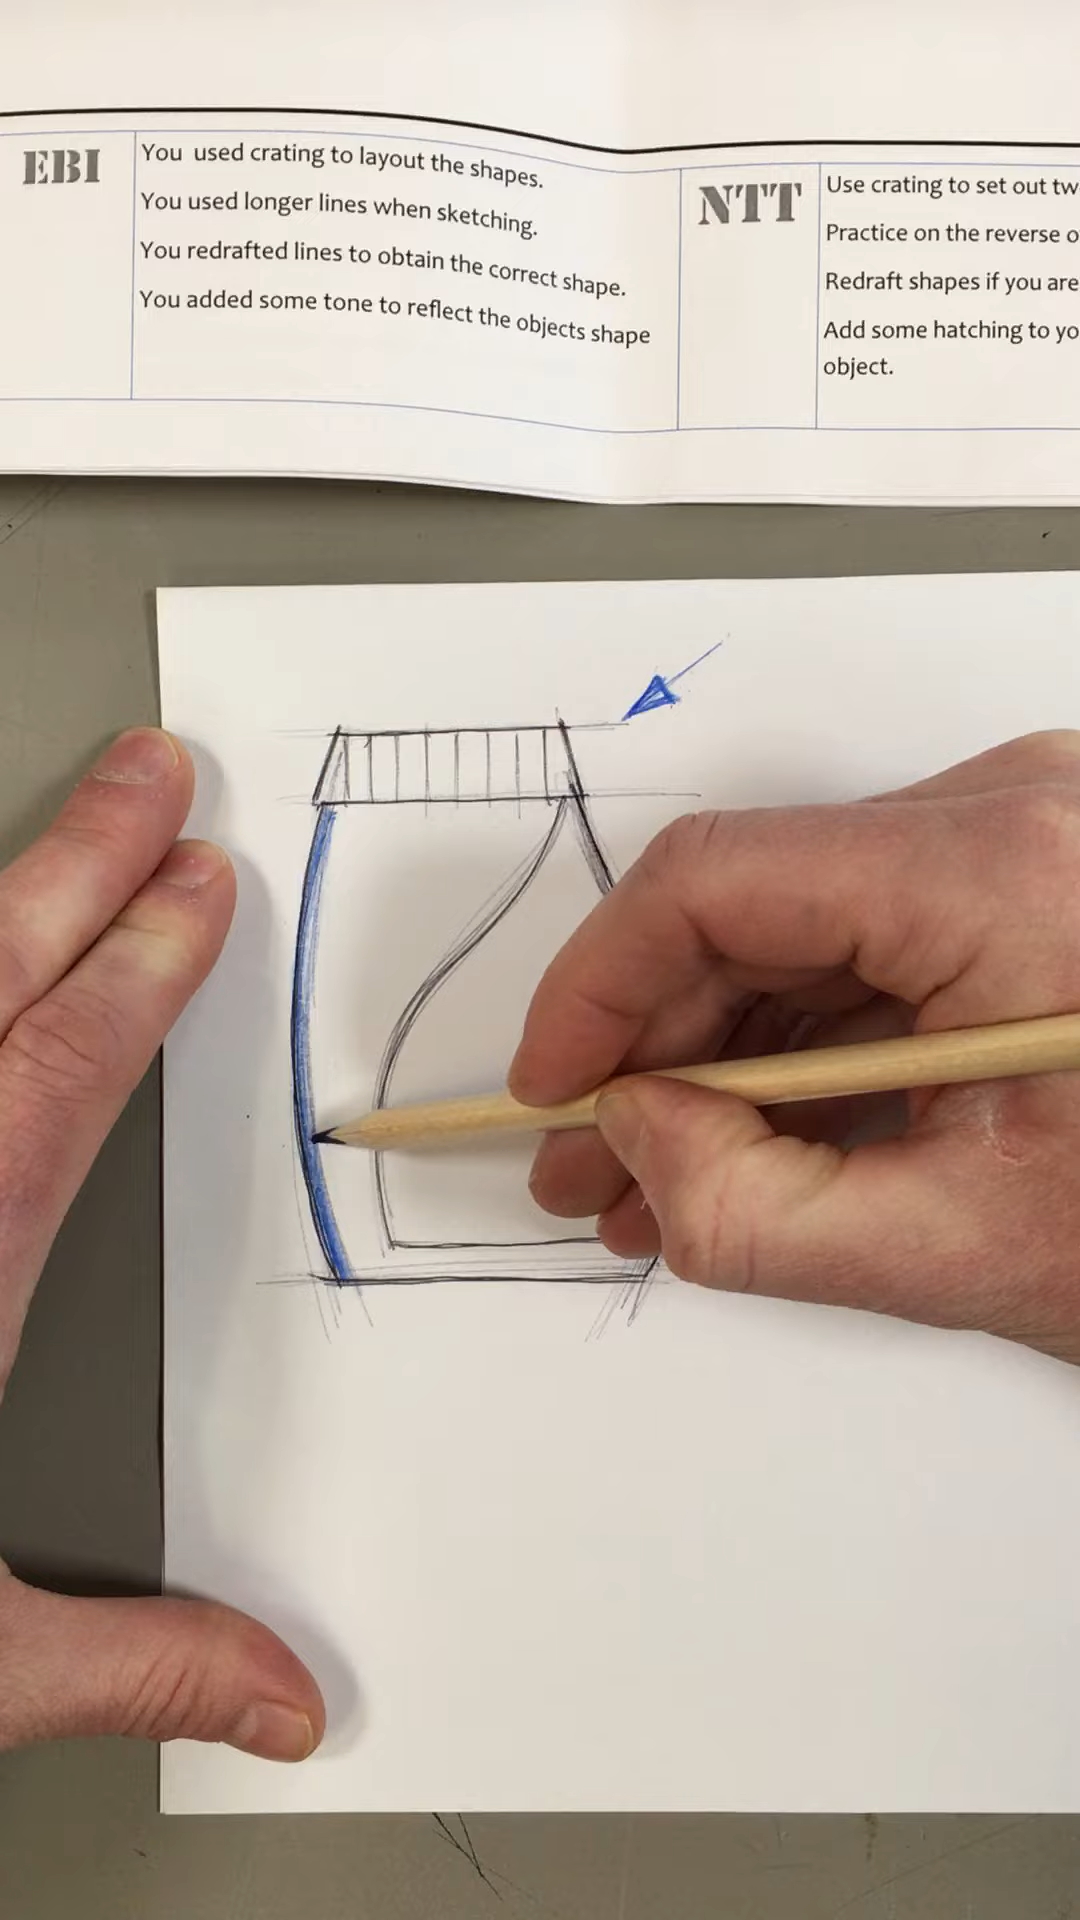 EBI
You used crating to layout the shapes.
You used longer lines when sketching.
You redrafted lines to obtain the correct shape.
You added some tone to reflect the objects shape
NTT
Use crating to set out tw
Practice on the reverse o
Redraft shapes if you are
Add some hatching to yo
object.